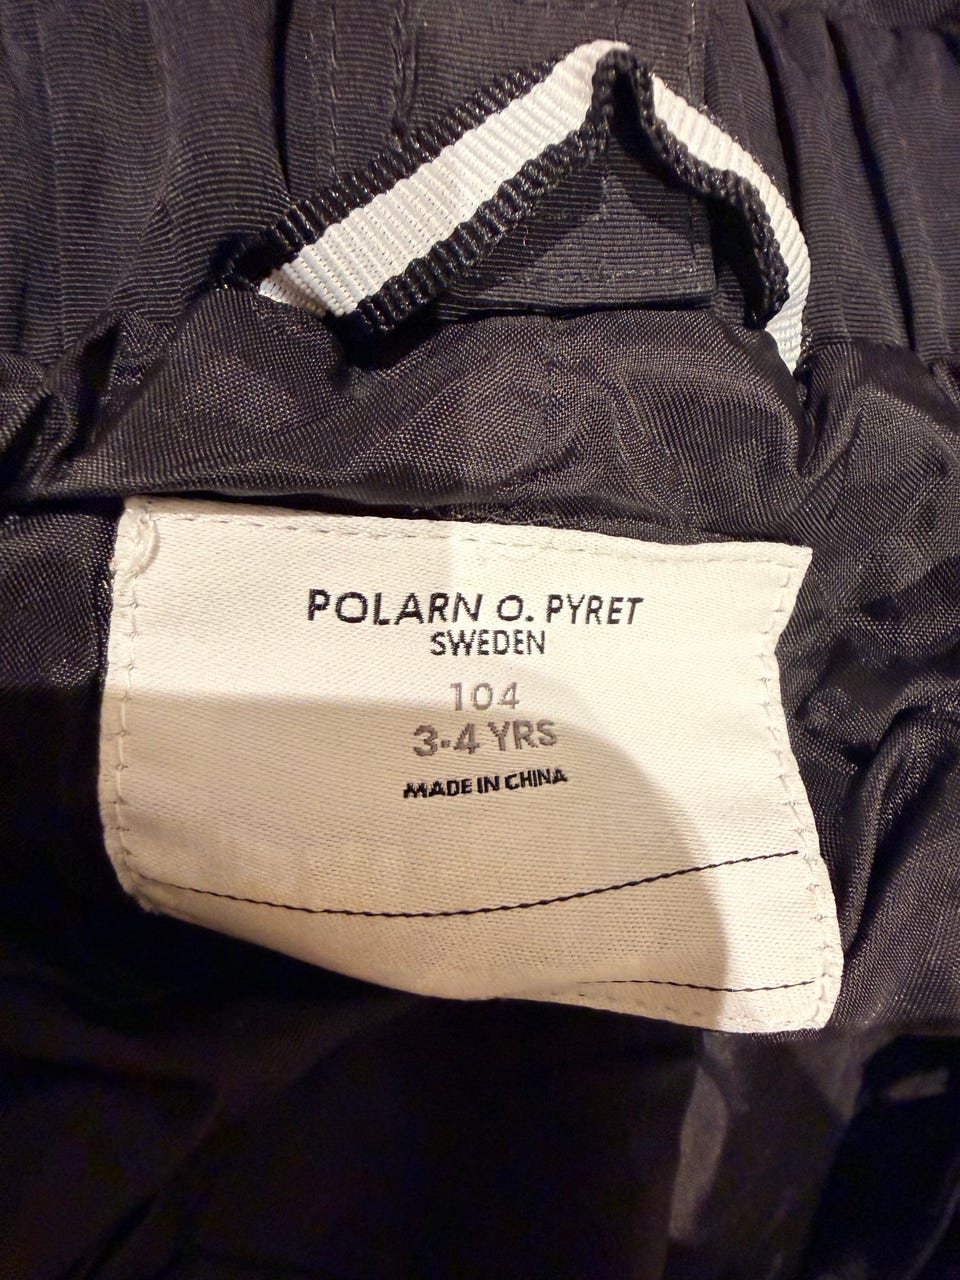 POLARN O. PYRET
SWEDEN
104
3-4 YRS
MADE IN CHINA